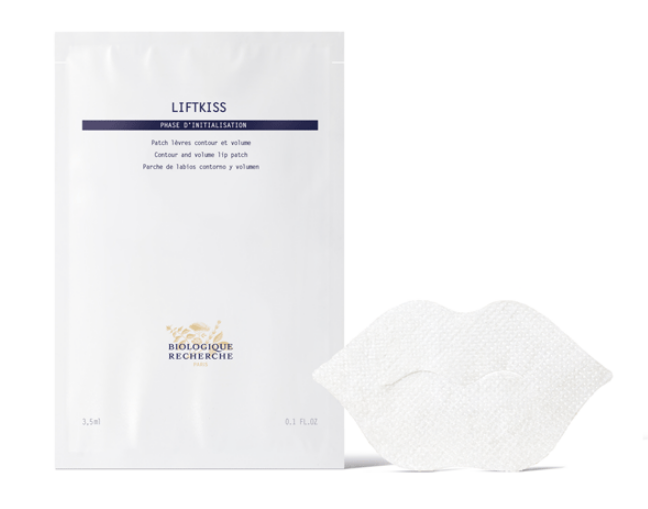 LIFTKISS
PHASE D'INITIALISATION
Patch lèvres contour et volume
Contour and volume lip patch
Parche de labios contorno y volumen
BIOLOGIQUE
RECHERCHE
PARIS
3,5ml 0.1 FL.OZ